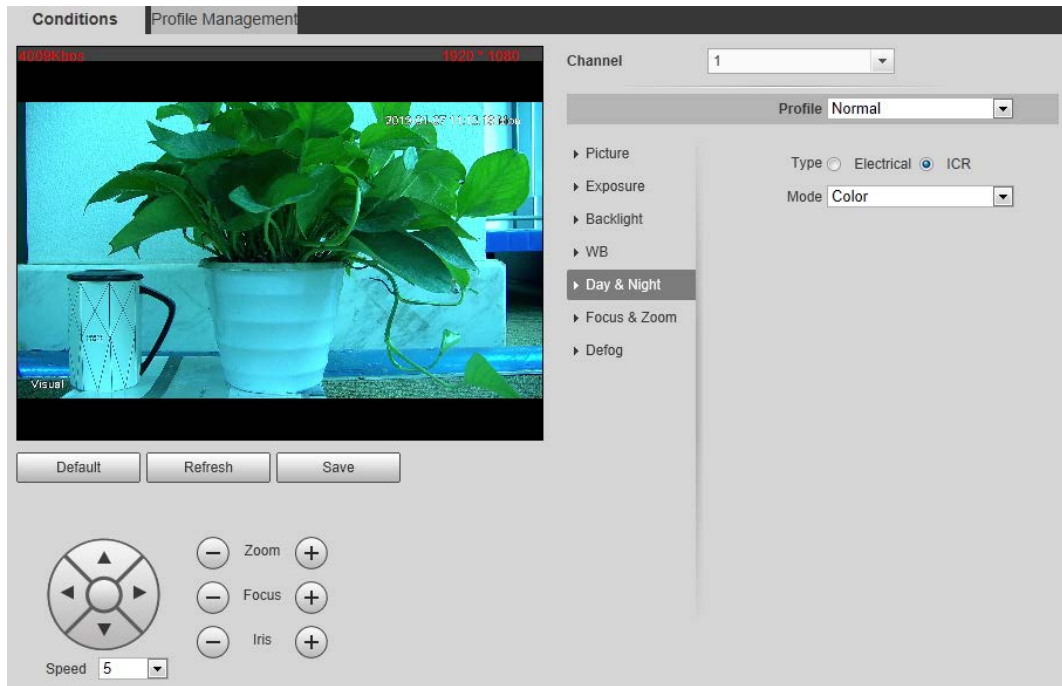 Conditions
Profile Management
4009Kbps 1920 * 1080
Visual
Default Refresh Save
Zoom
Focus
Iris
Speed 5
Channel 1
Profile Normal
Picture
Exposure
Backlight
WB
Day & Night
Focus & Zoom
Defog
Type Electrical ICR
Mode Color